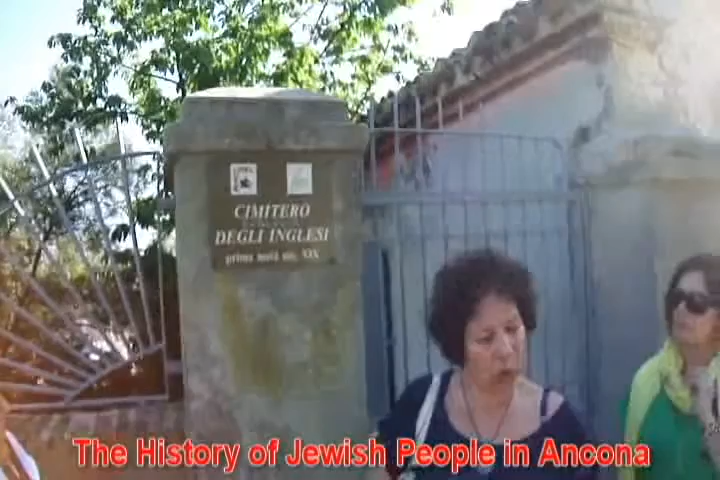 CIMITERO
DEGLI INGLESI
prima metà sec. XIX
The History of Jewish People in Ancona